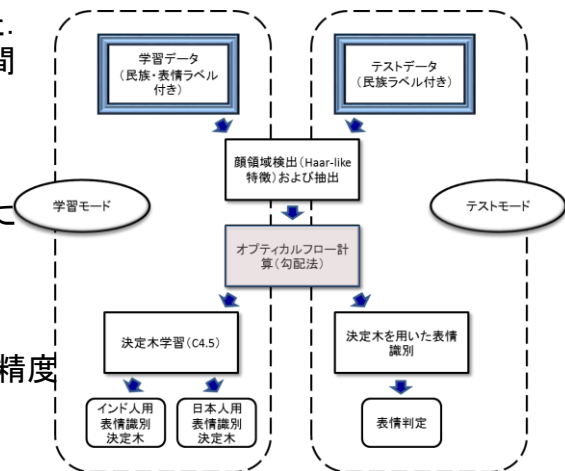 た.
間
て
精度
学習データ
（民族・表情ラベル
付き）
テストデータ
（民族ラベル付き）
顔領域検出（Haar-like
特徴）および抽出
学習モード
テストモード
オプティカルフロー計
算（勾配法）
決定木学習（C4.5）
決定木を用いた表情
識別
インド人用
表情識別
決定木
日本人用
表情識別
決定木
表情判定